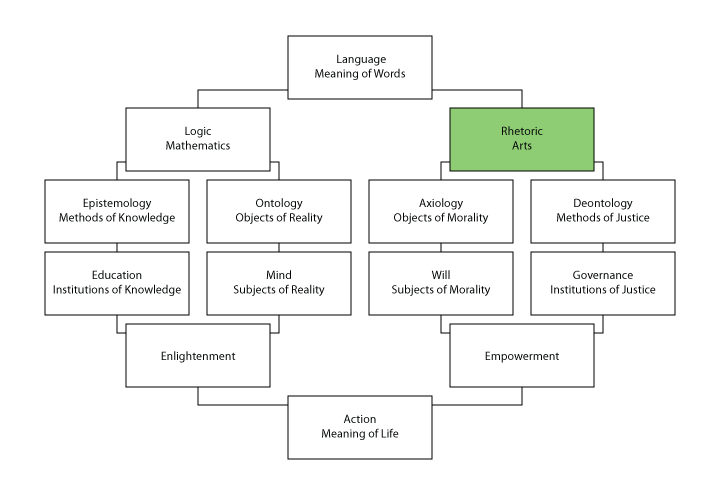 Language
Meaning of Words
Logic
Mathematics
Rhetoric
Arts
Epistemology
Methods of Knowledge
Ontology
Objects of Reality
Axiology
Objects of Morality
Deontology
Methods of Justice
Education
Institutions of Knowledge
Mind
Subjects of Reality
Will
Subjects of Morality
Governance
Institutions of Justice
Enlightenment
Empowerment
Action
Meaning of Life